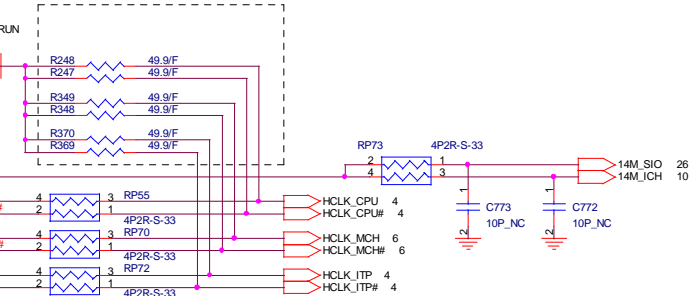 RUN
R248 49.9/F
R247 49.9/F
R349 49.9/F
R348 49.9/F
R370 49.9/F
R369 49.9/F
RP73 4P2R-S-33
2 1 14M_SIO 26
4 3 14M_ICH 10
1 1
C773 C772
10P_NC 10P_NC
2 2
4 3 RP55 HCLK_CPU 4
# 2 1 HCLK_CPU# 4
4P2R-S-33
4 3 RP70 HCLK_MCH 6
# 2 1 HCLK_MCH# 6
4P2R-S-33
4 3 RP72 HCLK_ITP 4
2 1 HCLK_ITP# 4
4P2R-S-33